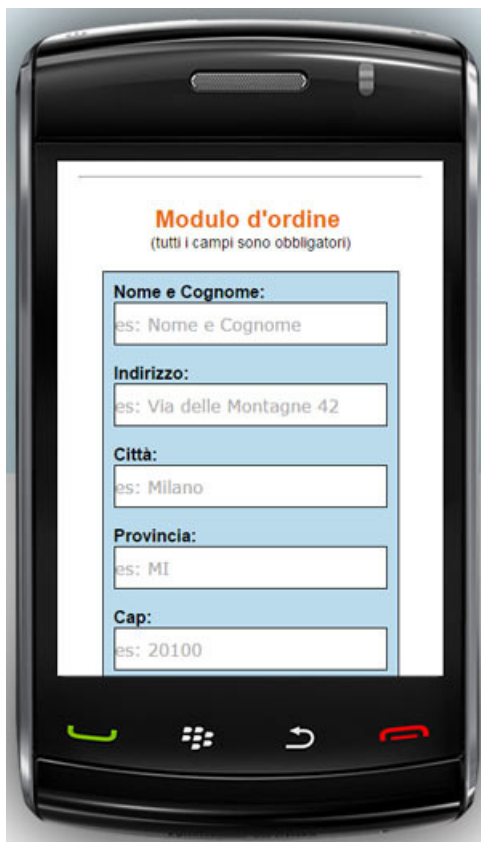 Modulo d'ordine
(tutti i campi sono obbligatori)
Nome e Cognome:
es: Nome e Cognome
Indirizzo:
es: Via delle Montagne 42
Città:
es: Milano
Provincia:
es: MI
Cap:
es: 20100